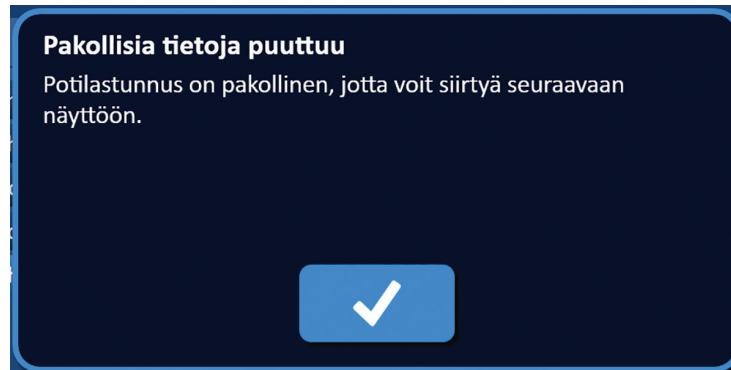 Pakollisia tietoja puuttuu
Potilastunnus on pakollinen, jotta voit siirtyä seuraavaan
näyttöön.